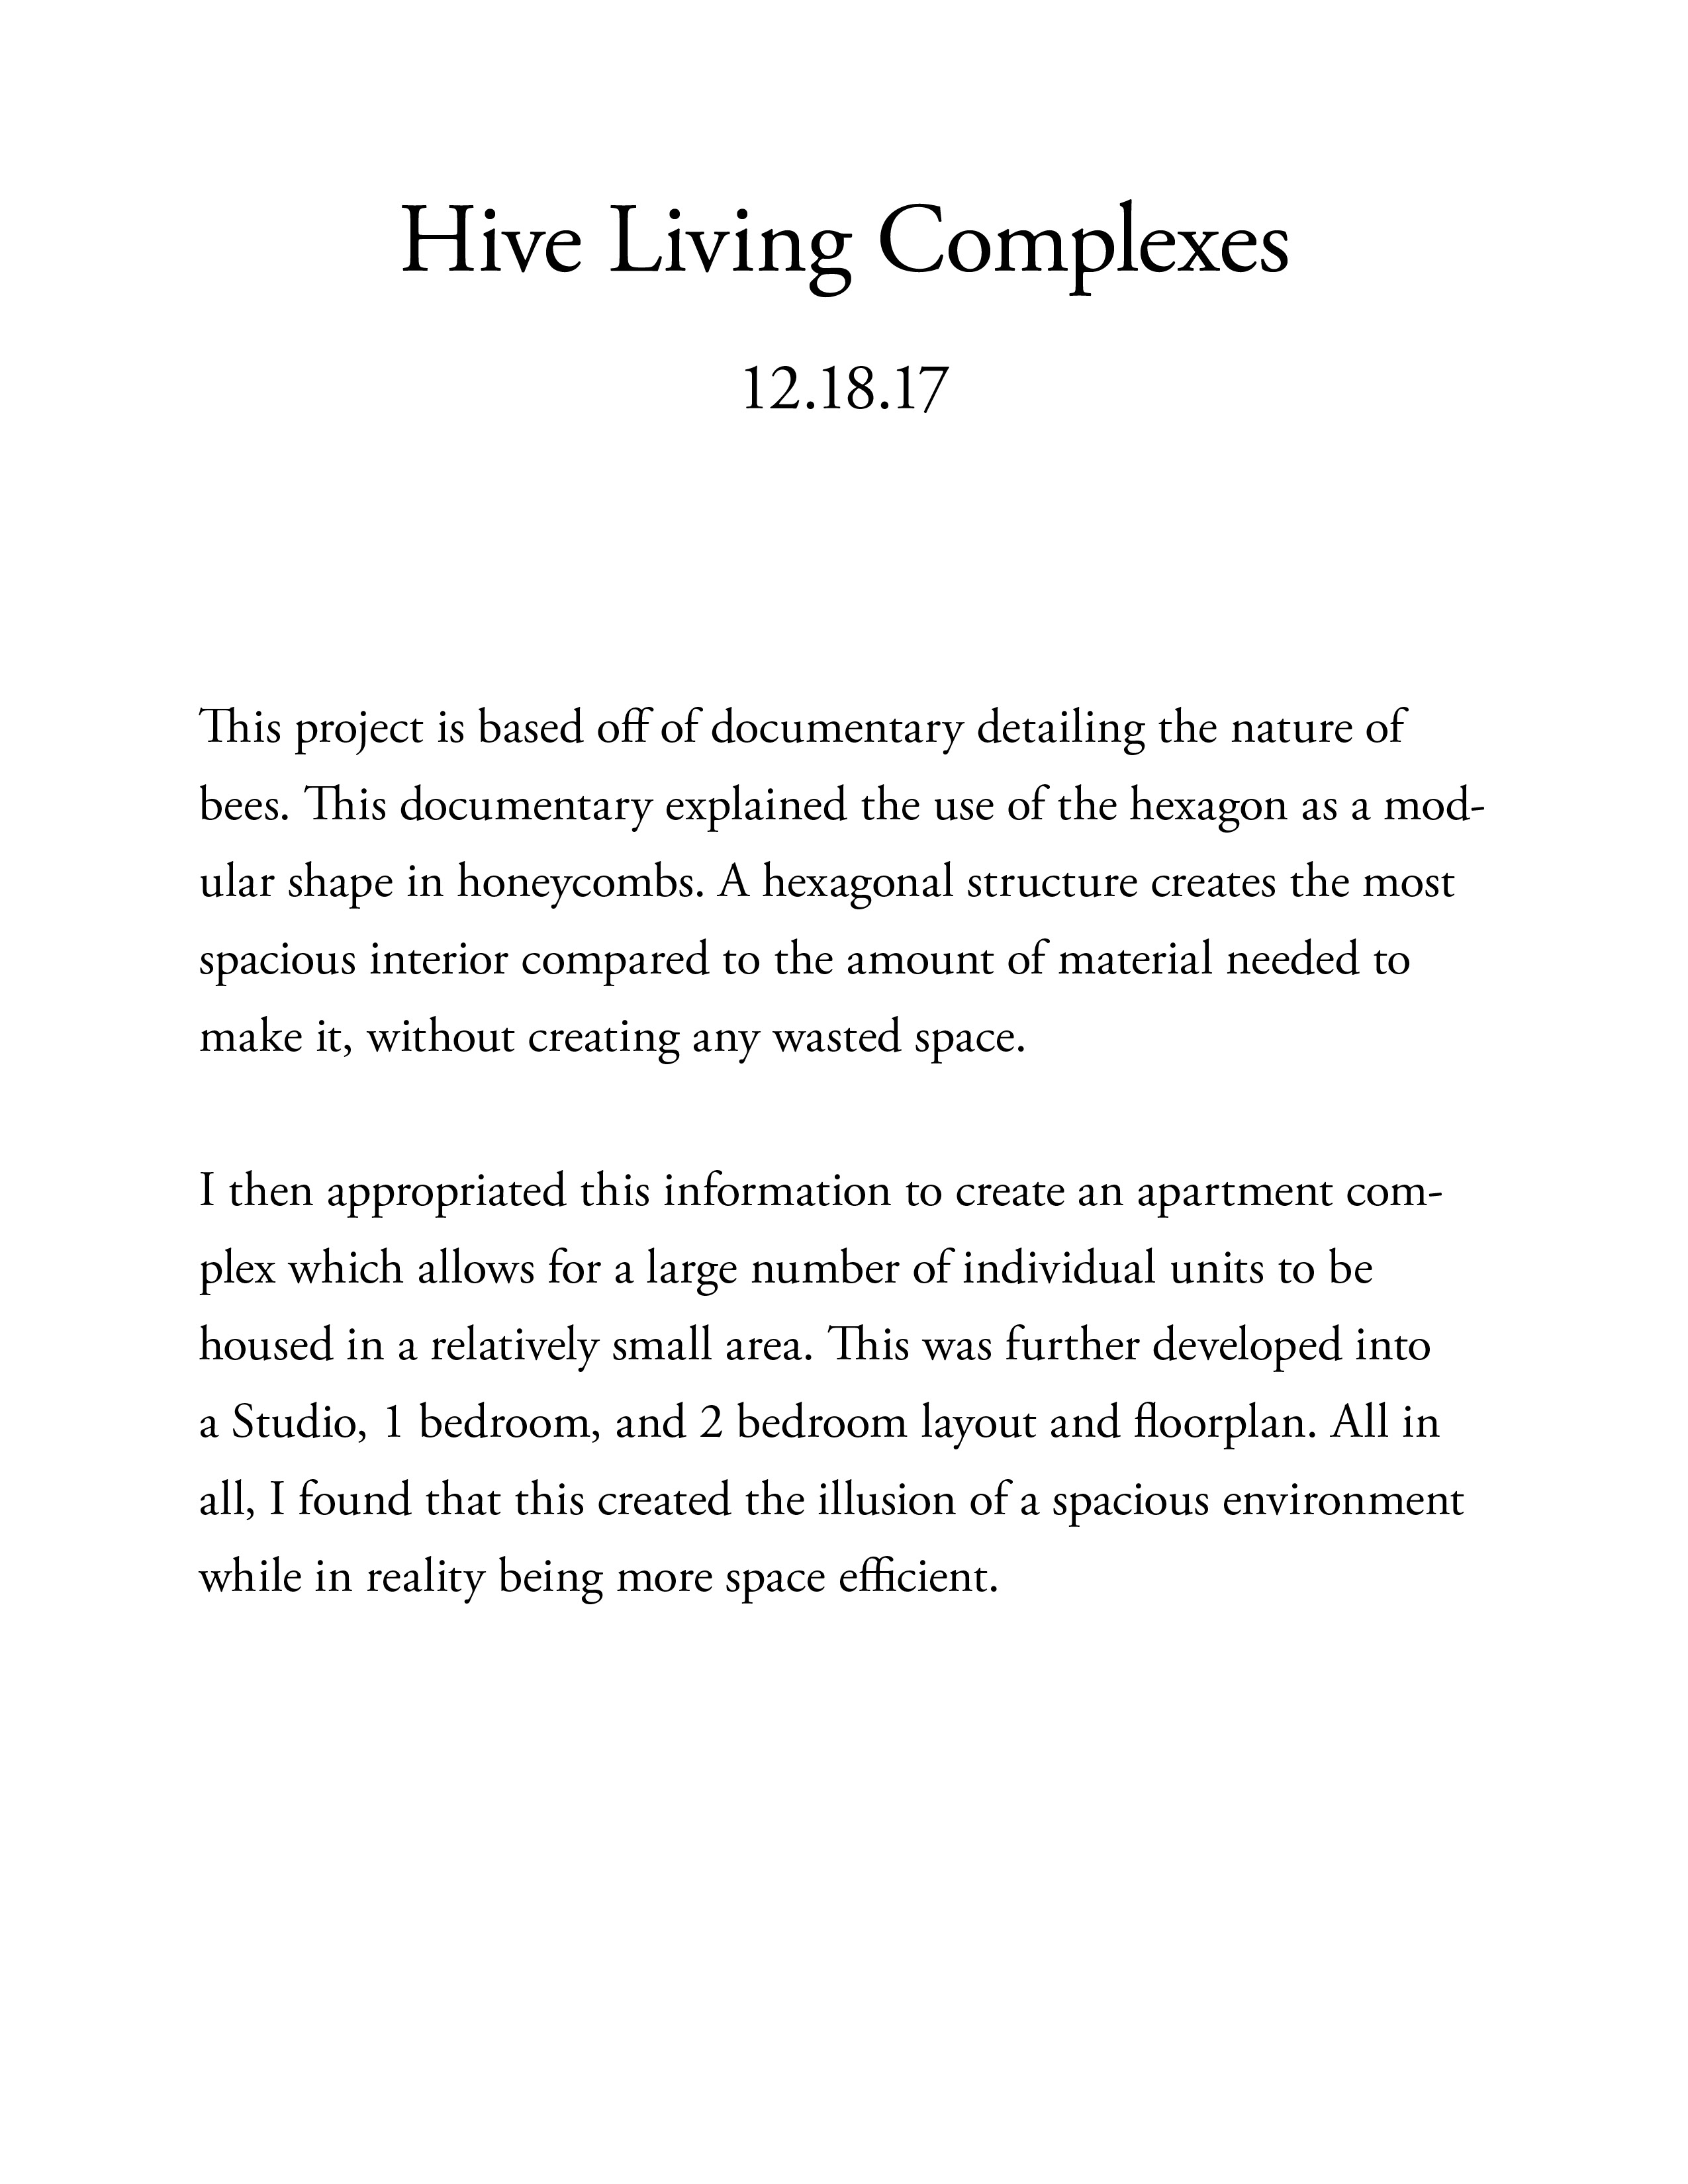 Hive Living Complexes
12.18.17
This project is based off of documentary detailing the nature of
bees. This documentary explained the use of the hexagon as a mod-
ular shape in honeycombs. A hexagonal structure creates the most
spacious interior compared to the amount of material needed to
make it, without creating any wasted space.
I then appropriated this information to create an apartment com-
plex which allows for a large number of individual units to be
housed in a relatively small area. This was further developed into
a Studio, 1 bedroom, and 2 bedroom layout and floorplan. All in
all, I found that this created the illusion of a spacious environment
while in reality being more space efficient.